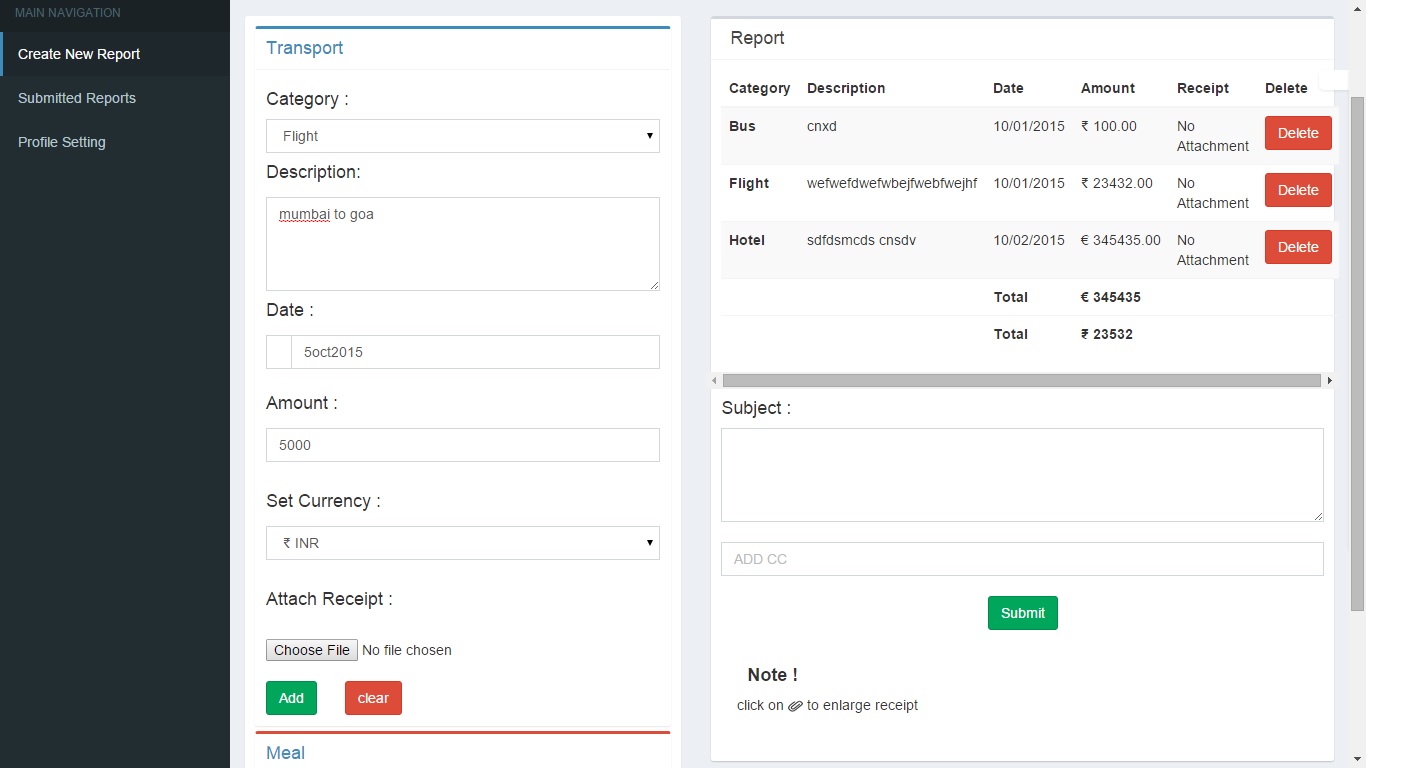 MAIN NAVIGATION
Create New Report
Submitted Reports
Profile Setting
Transport
Category :
Flight
Description:
mumbai to goa
Date :
5oct2015
Amount :
5000
Set Currency :
₹ INR
Attach Receipt :
Choose File No file chosen
Add clear
Meal
Report
Category Description Date Amount Receipt Delete
Bus cnxd 10/01/2015 ₹ 100.00 No Attachment Delete
Flight wefwefdwefwbejfwebfwejhf 10/01/2015 ₹ 23432.00 No Attachment Delete
Hotel sdfdsmcds cnsdv 10/02/2015 € 345435.00 No Attachment Delete
Total € 345435
Total ₹ 23532
Subject :
ADD CC
Submit
Note !
click on to enlarge receipt